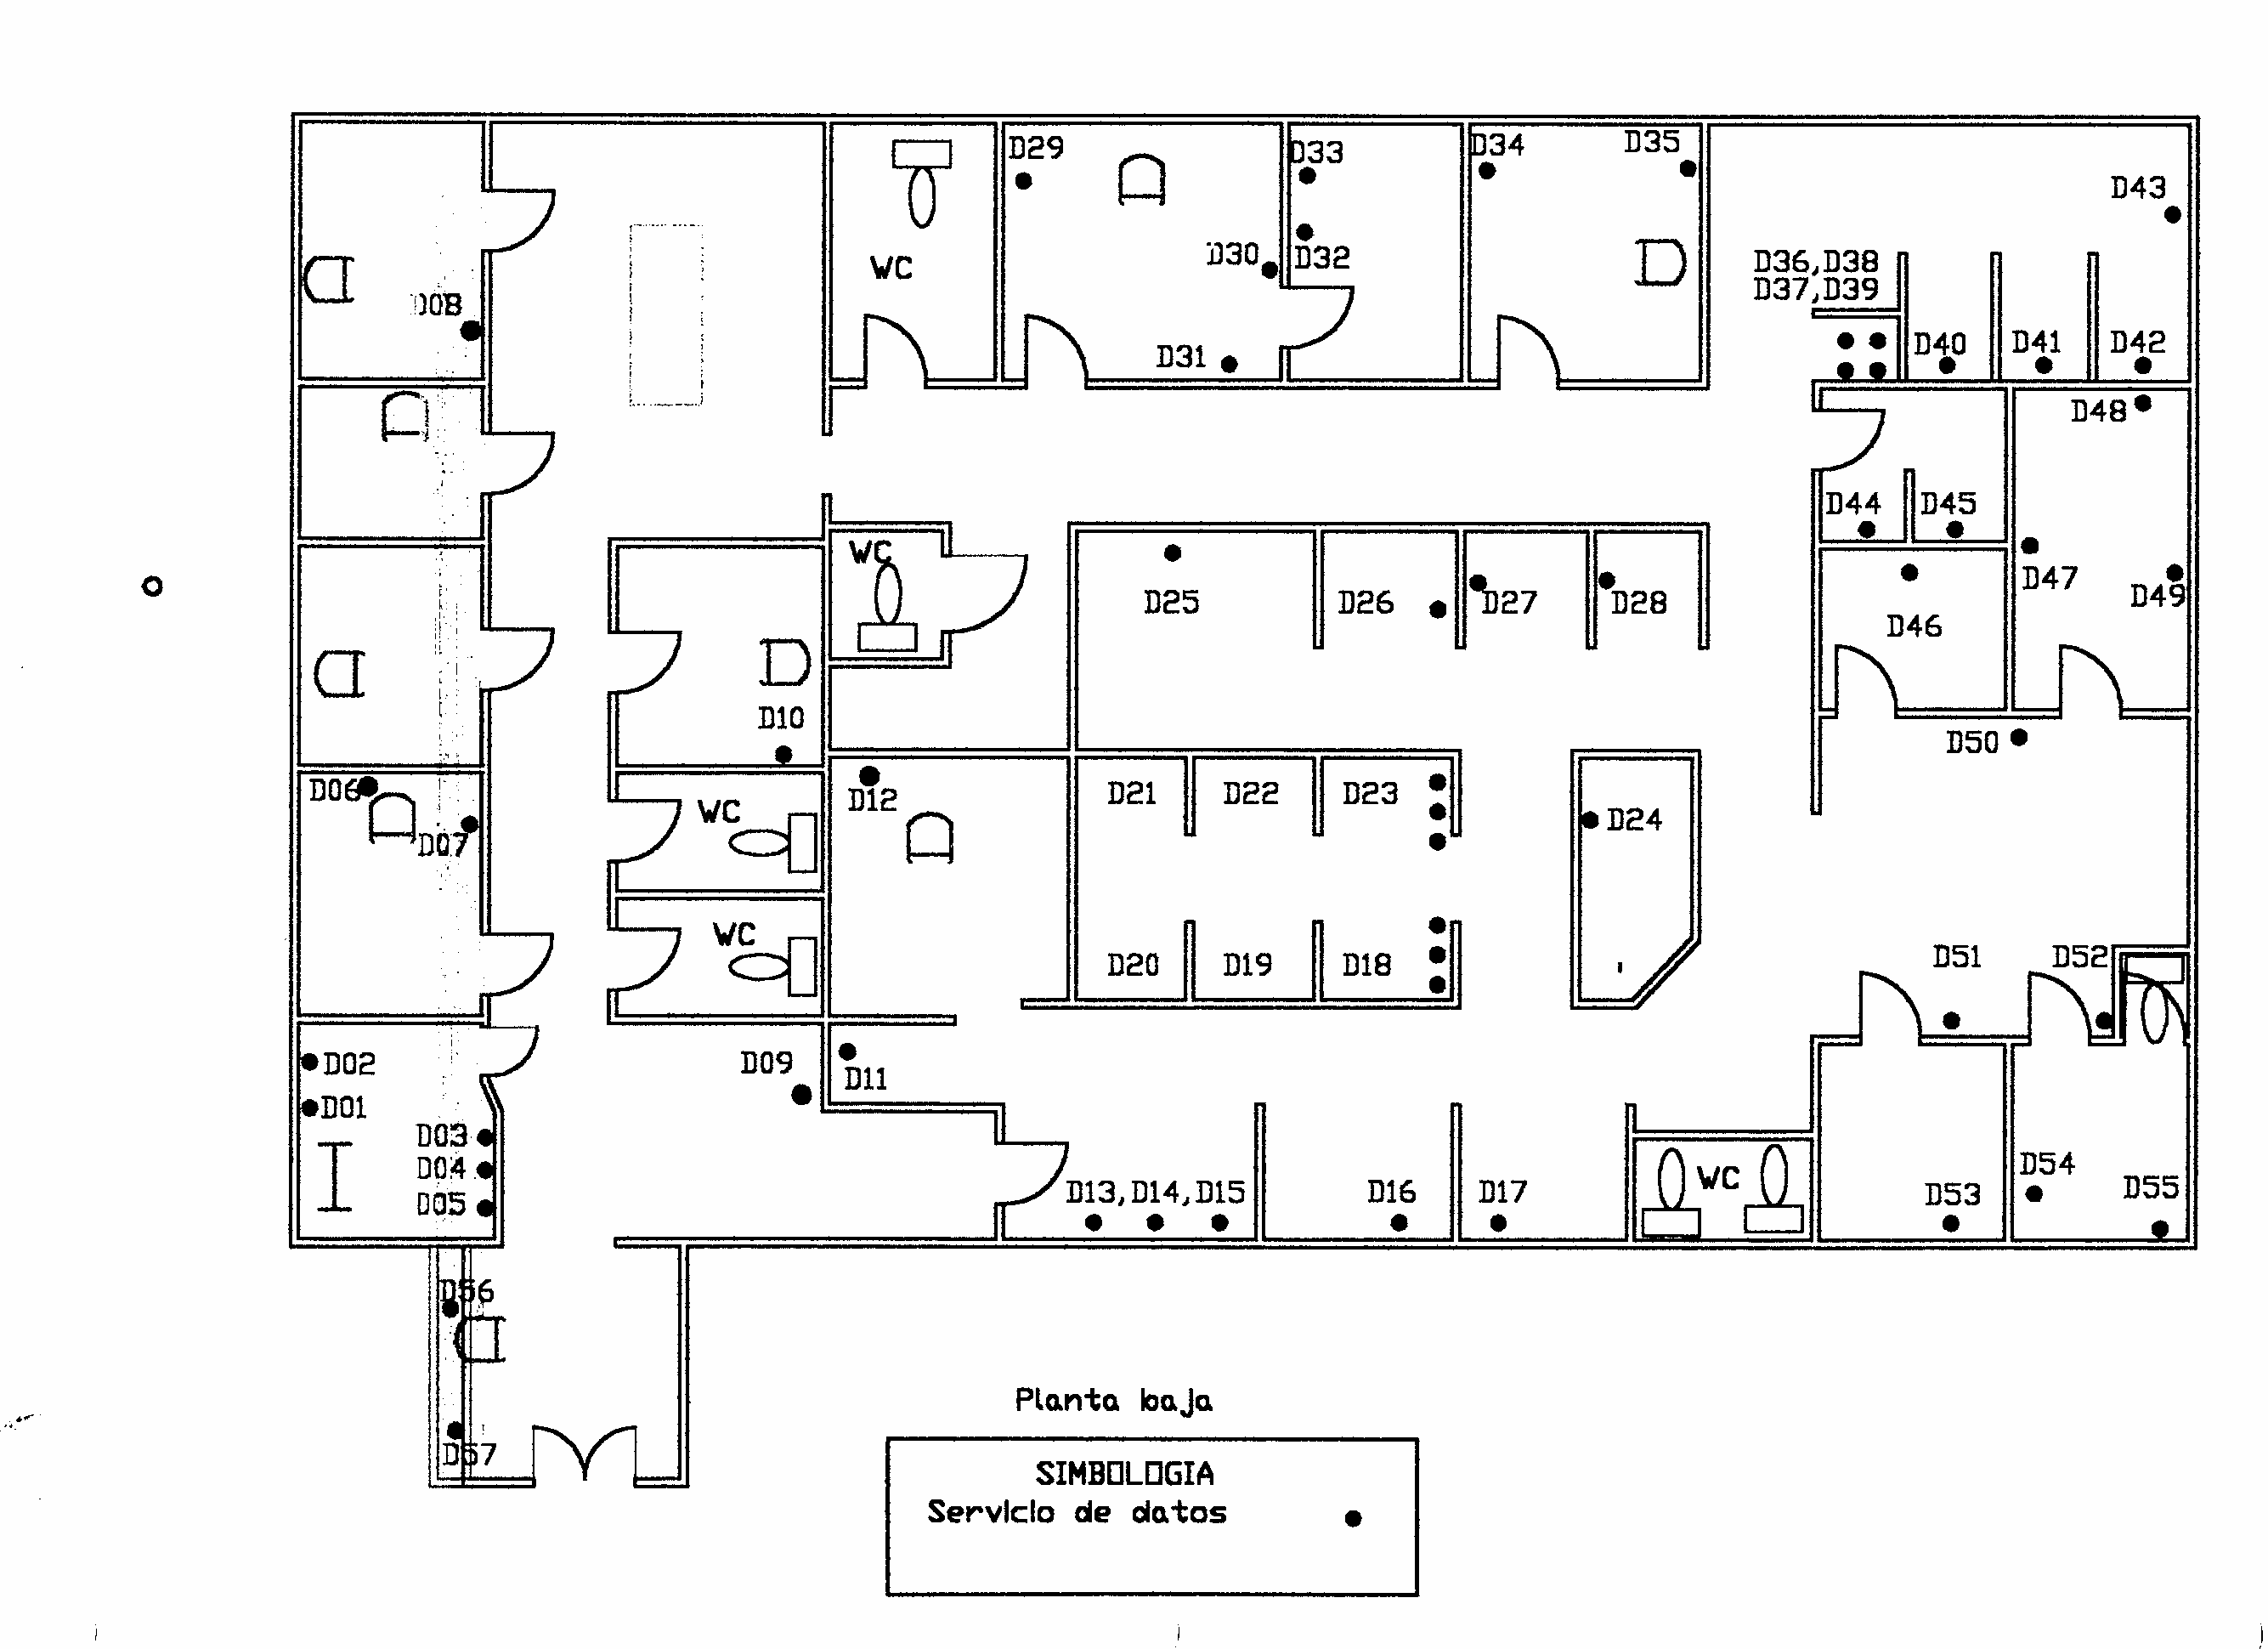 D29
D33
D34
D35
D43
WC
D30
D32
D36,D38
D37,D39
D08
D31
D40
D41
D42
D48
D44
D45
WC
D25
D26
D27
D28
D47
D49
D46
D10
D50
D06
D12
D21
D22
D23
WC
D24
D07
WC
D20
D19
D18
D51
D52
D02
D09
D11
D01
D03
D04
D05
D13,D14,D15
D16
D17
WC
D53
D54
D55
D56
D57
Planta baja
SIMBOLOGIA
Servicio de datos